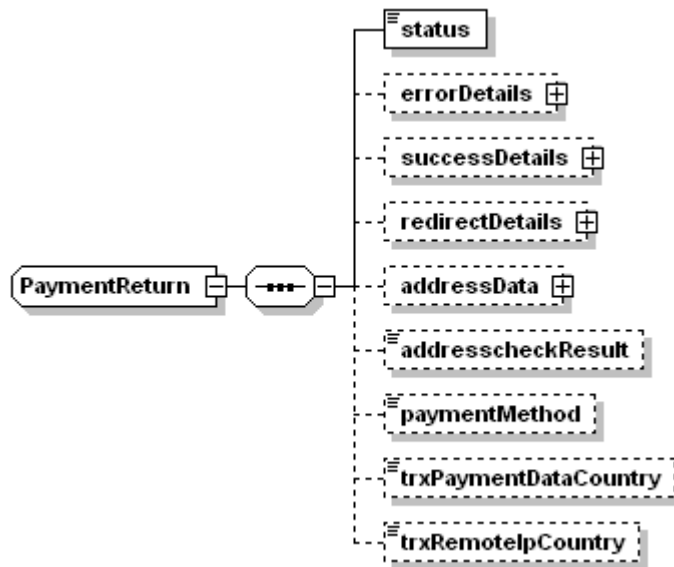 status
errorDetails
successDetails
redirectDetails
PaymentReturn
addressData
addresscheckResult
paymentMethod
trxPaymentDataCountry
trxRemoteIpCountry